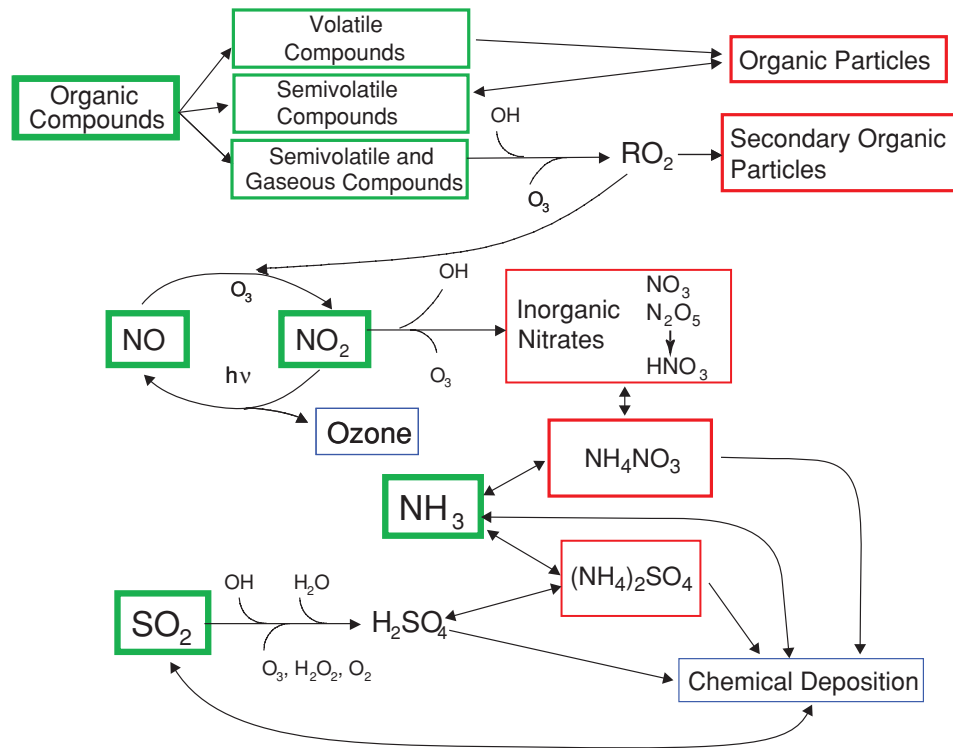 Volatile
Compounds
Organic Particles
Organic
Compounds
Semivolatile
Compounds
OH
Secondary Organic
Particles
Semivolatile and
Gaseous Compounds
RO₂
O₃
OH
O₃
NO
NO₂
Inorganic
Nitrates
NO₃
N₂O₅
HNO₃
O₃
hν
Ozone
NH₄NO₃
NH₃
(NH₄)₂SO₄
OH
H₂O
SO₂
H₂SO₄
O₃, H₂O₂, O₂
Chemical Deposition